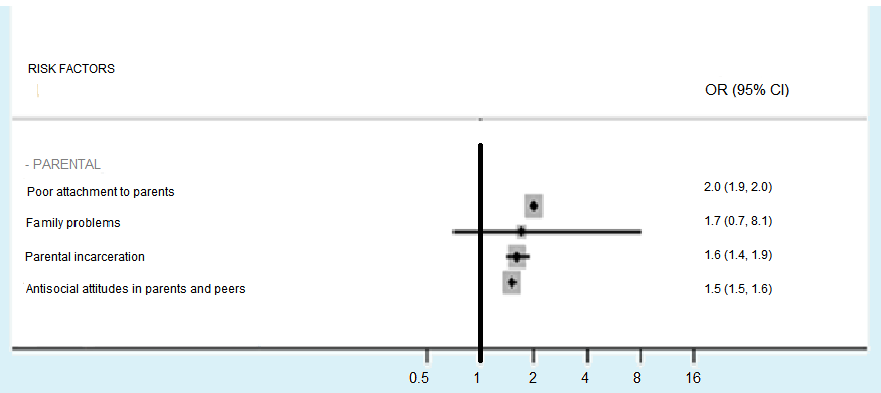 RISK FACTORS
OR (95% CI)
- PARENTAL
Poor attachment to parents 2.0 (1.9, 2.0)
Family problems 1.7 (0.7, 8.1)
Parental incarceration 1.6 (1.4, 1.9)
Antisocial attitudes in parents and peers 1.5 (1.5, 1.6)
0.5 1 2 4 8 16